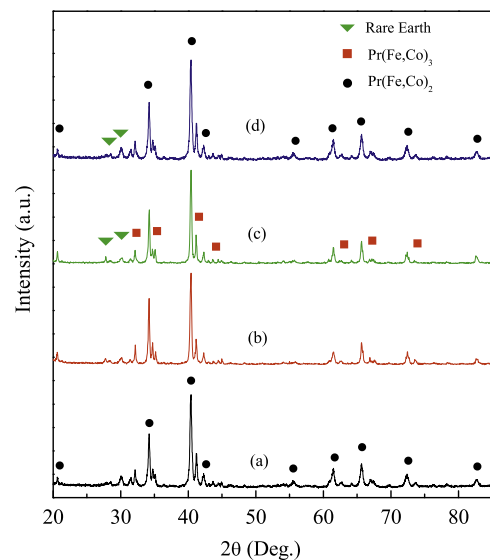 Rare Earth
Pr(Fe,Co)₃
Pr(Fe,Co)₂
(d)
(c)
(b)
(a)
Intensity (a.u.)
20 30 40 50 60 70 80
2θ (Deg.)